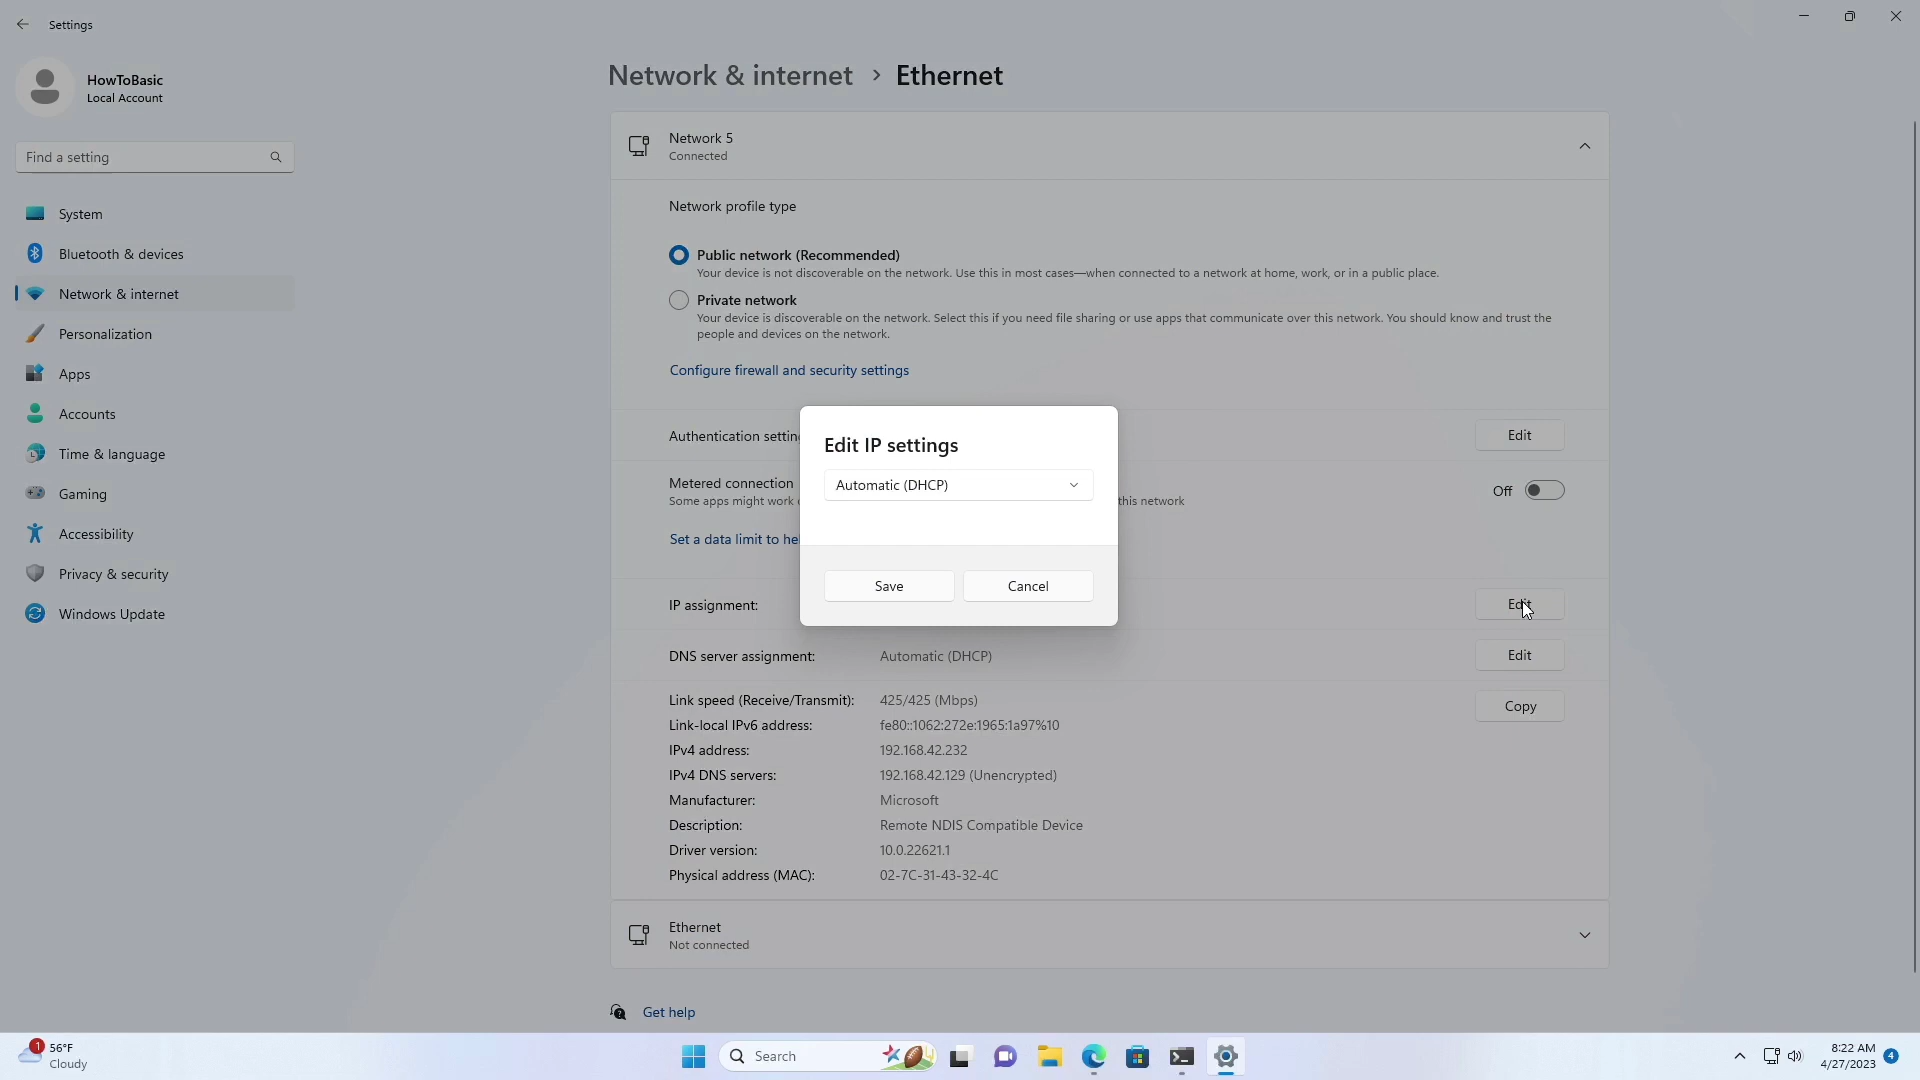 Settings
HowToBasic
Local Account
Find a setting
System
Bluetooth & devices
Network & internet
Personalization
Apps
Accounts
Time & language
Gaming
Accessibility
Privacy & security
Windows Update
Network & internet > Ethernet
Network 5
Connected
Network profile type
Public network (Recommended)
Your device is not discoverable on the network. Use this in most cases—when connected to a network at home, work, or in a public place.
Private network
Your device is discoverable on the network. Select this if you need file sharing or use apps that communicate over this network. You should know and trust the
people and devices on the network.
Configure firewall and security settings
Authentication settin
Edit
Metered connection
Some apps might work
this network
Off
Set a data limit to hel
Edit IP settings
Automatic (DHCP)
Save
Cancel
IP assignment:
Edit
DNS server assignment:
Automatic (DHCP)
Edit
Link speed (Receive/Transmit):
425/425 (Mbps)
Copy
Link-local IPv6 address:
fe80::1062:272e:1965:1a97%10
IPv4 address:
192.168.42.232
IPv4 DNS servers:
192.168.42.129 (Unencrypted)
Manufacturer:
Microsoft
Description:
Remote NDIS Compatible Device
Driver version:
10.0.22621.1
Physical address (MAC):
02-7C-31-43-32-4C
Ethernet
Not connected
Get help
1
56°F
Cloudy
Search
8:22 AM
4/27/2023
4